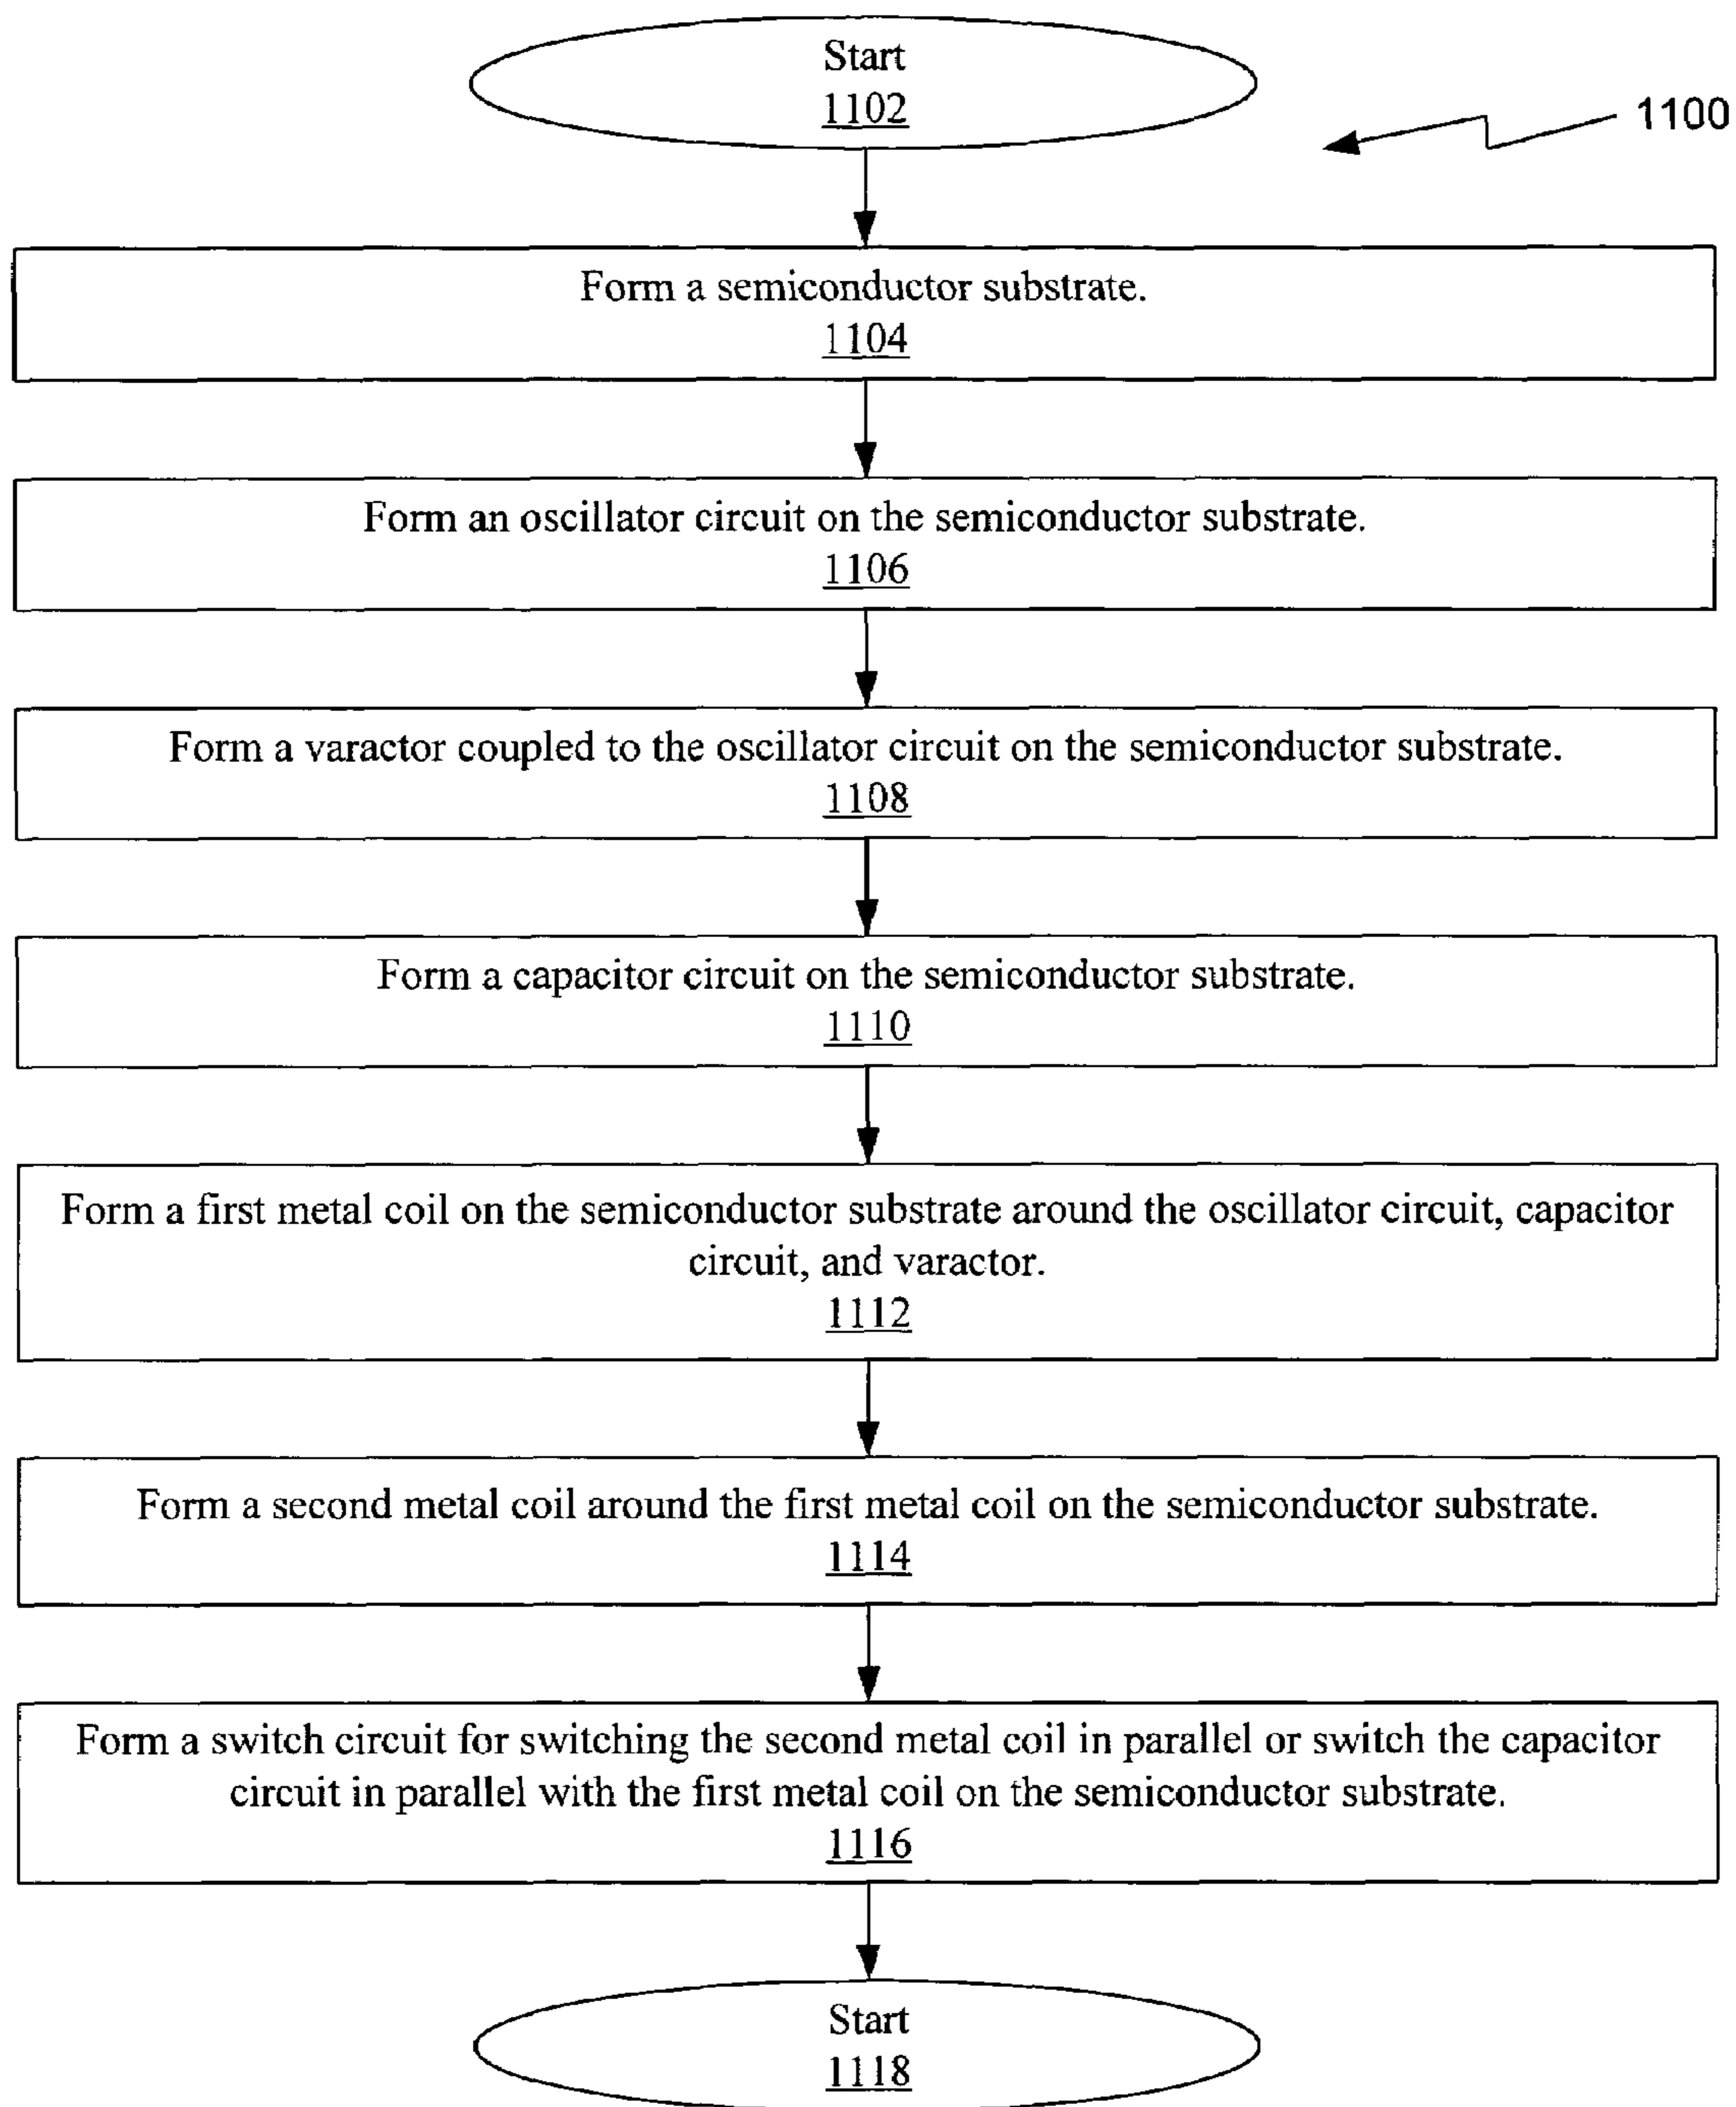 Start
1102
1100
Form a semiconductor substrate.
1104
Form an oscillator circuit on the semiconductor substrate.
1106
Form a varactor coupled to the oscillator circuit on the semiconductor substrate.
1108
Form a capacitor circuit on the semiconductor substrate.
1110
Form a first metal coil on the semiconductor substrate around the oscillator circuit, capacitor
circuit, and varactor.
1112
Form a second metal coil around the first metal coil on the semiconductor substrate.
1114
Form a switch circuit for switching the second metal coil in parallel or switch the capacitor
circuit in parallel with the first metal coil on the semiconductor substrate.
1116
Start
1118